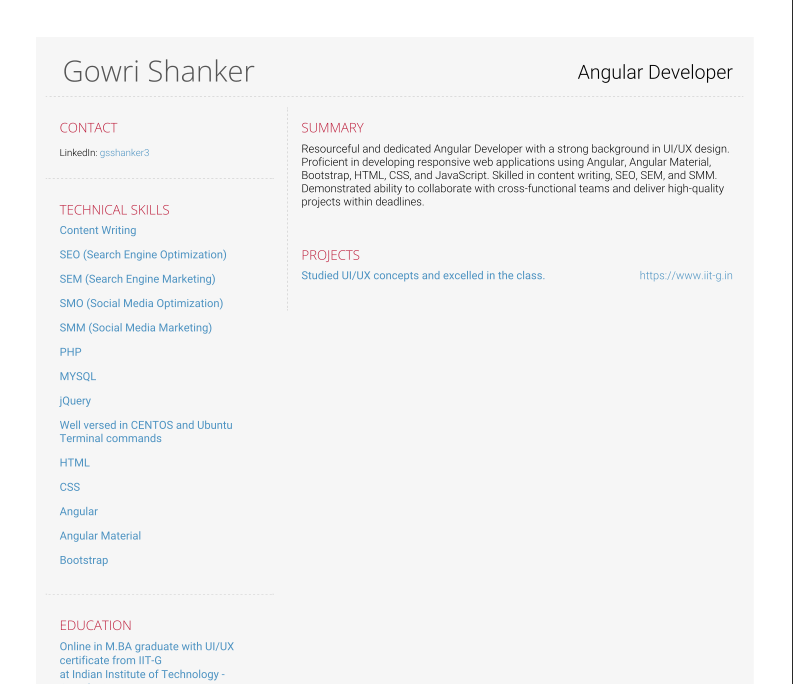 Gowri Shanker
Angular Developer
CONTACT
LinkedIn: gsshanker3
TECHNICAL SKILLS
Content Writing
SEO (Search Engine Optimization)
SEM (Search Engine Marketing)
SMO (Social Media Optimization)
SMM (Social Media Marketing)
PHP
MYSQL
jQuery
Well versed in CENTOS and Ubuntu
Terminal commands
HTML
CSS
Angular
Angular Material
Bootstrap
EDUCATION
Online in M.BA graduate with UI/UX
certificate from IIT-G
at Indian Institute of Technology -
SUMMARY
Resourceful and dedicated Angular Developer with a strong background in UI/UX design.
Proficient in developing responsive web applications using Angular, Angular Material,
Bootstrap, HTML, CSS, and JavaScript. Skilled in content writing, SEO, SEM, and SMM.
Demonstrated ability to collaborate with cross-functional teams and deliver high-quality
projects within deadlines.
PROJECTS
Studied UI/UX concepts and excelled in the class. https://www.iit-g.in